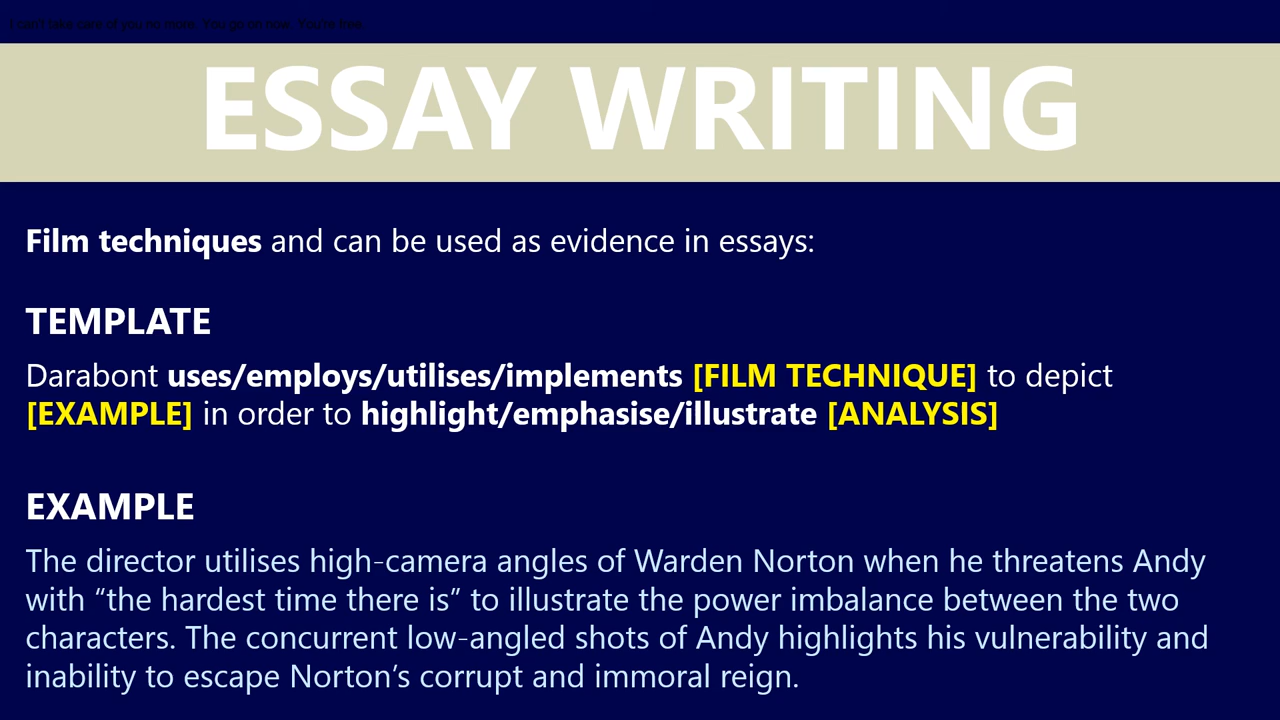 I can't take care of you no more. You go on now. You're free.
ESSAY WRITING
Film techniques and can be used as evidence in essays:
TEMPLATE
Darabont uses/employs/utilises/implements [FILM TECHNIQUE] to depict
[EXAMPLE] in order to highlight/emphasise/illustrate [ANALYSIS]
EXAMPLE
The director utilises high-camera angles of Warden Norton when he threatens Andy
with “the hardest time there is” to illustrate the power imbalance between the two
characters. The concurrent low-angled shots of Andy highlights his vulnerability and
inability to escape Norton’s corrupt and immoral reign.